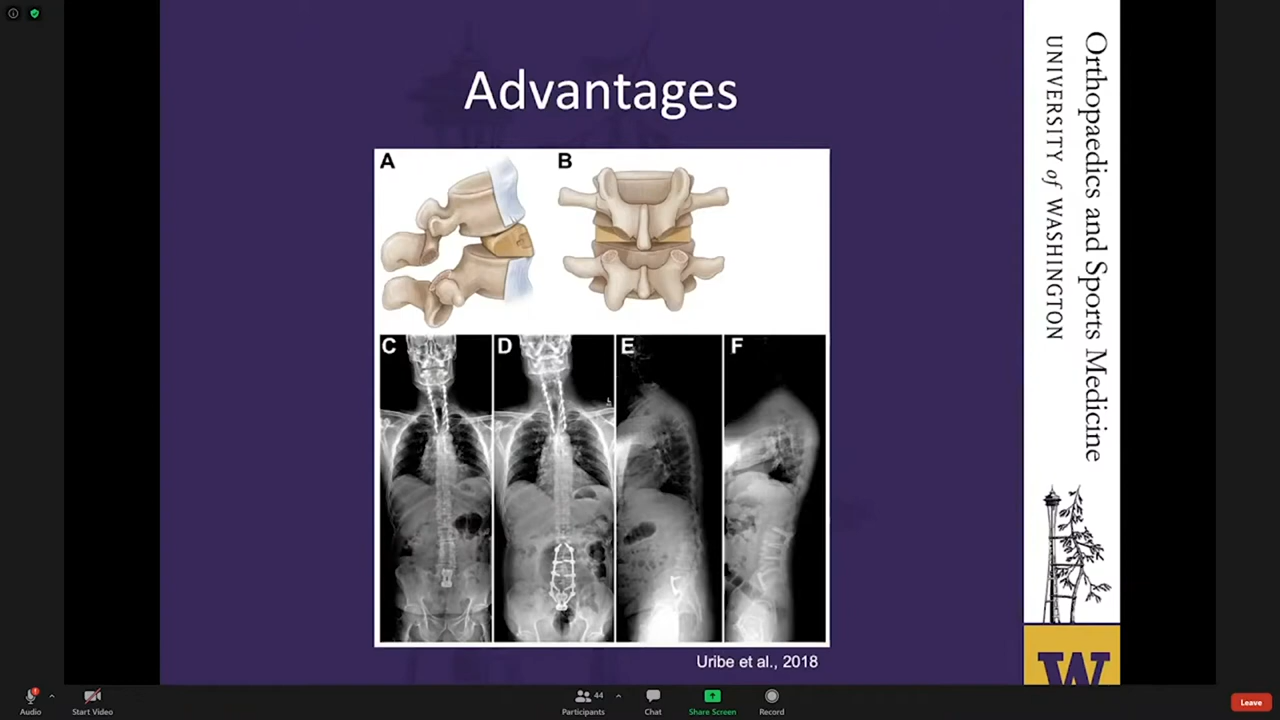 Advantages
A
B
C
D
E
F
L
Uribe et al., 2018
Orthopaedics and Sports Medicine
UNIVERSITY of WASHINGTON
W
Audio
Start Video
44
Participants
Chat
Share Screen
Record
Leave